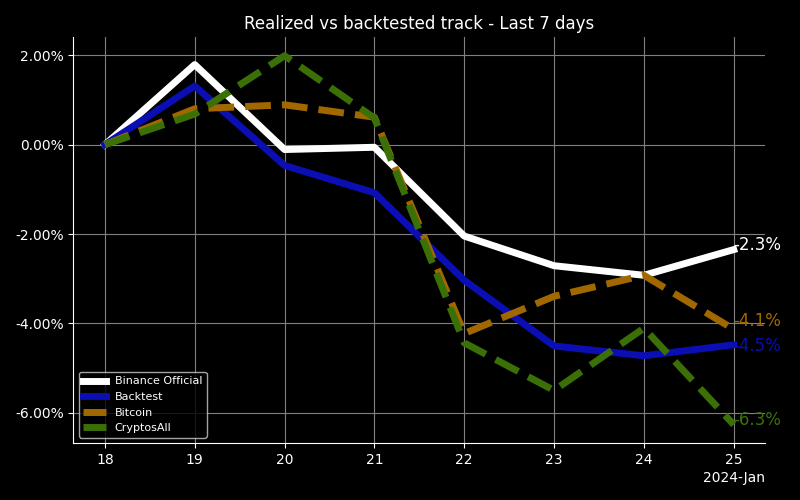 Realized vs backtested track - Last 7 days
2.00%
0.00%
-2.00%
-4.00%
-6.00%
-2.3%
-4.1%
-4.5%
-6.3%
Binance Official
Backtest
Bitcoin
CryptosAll
18 19 20 21 22 23 24 25
2024-Jan